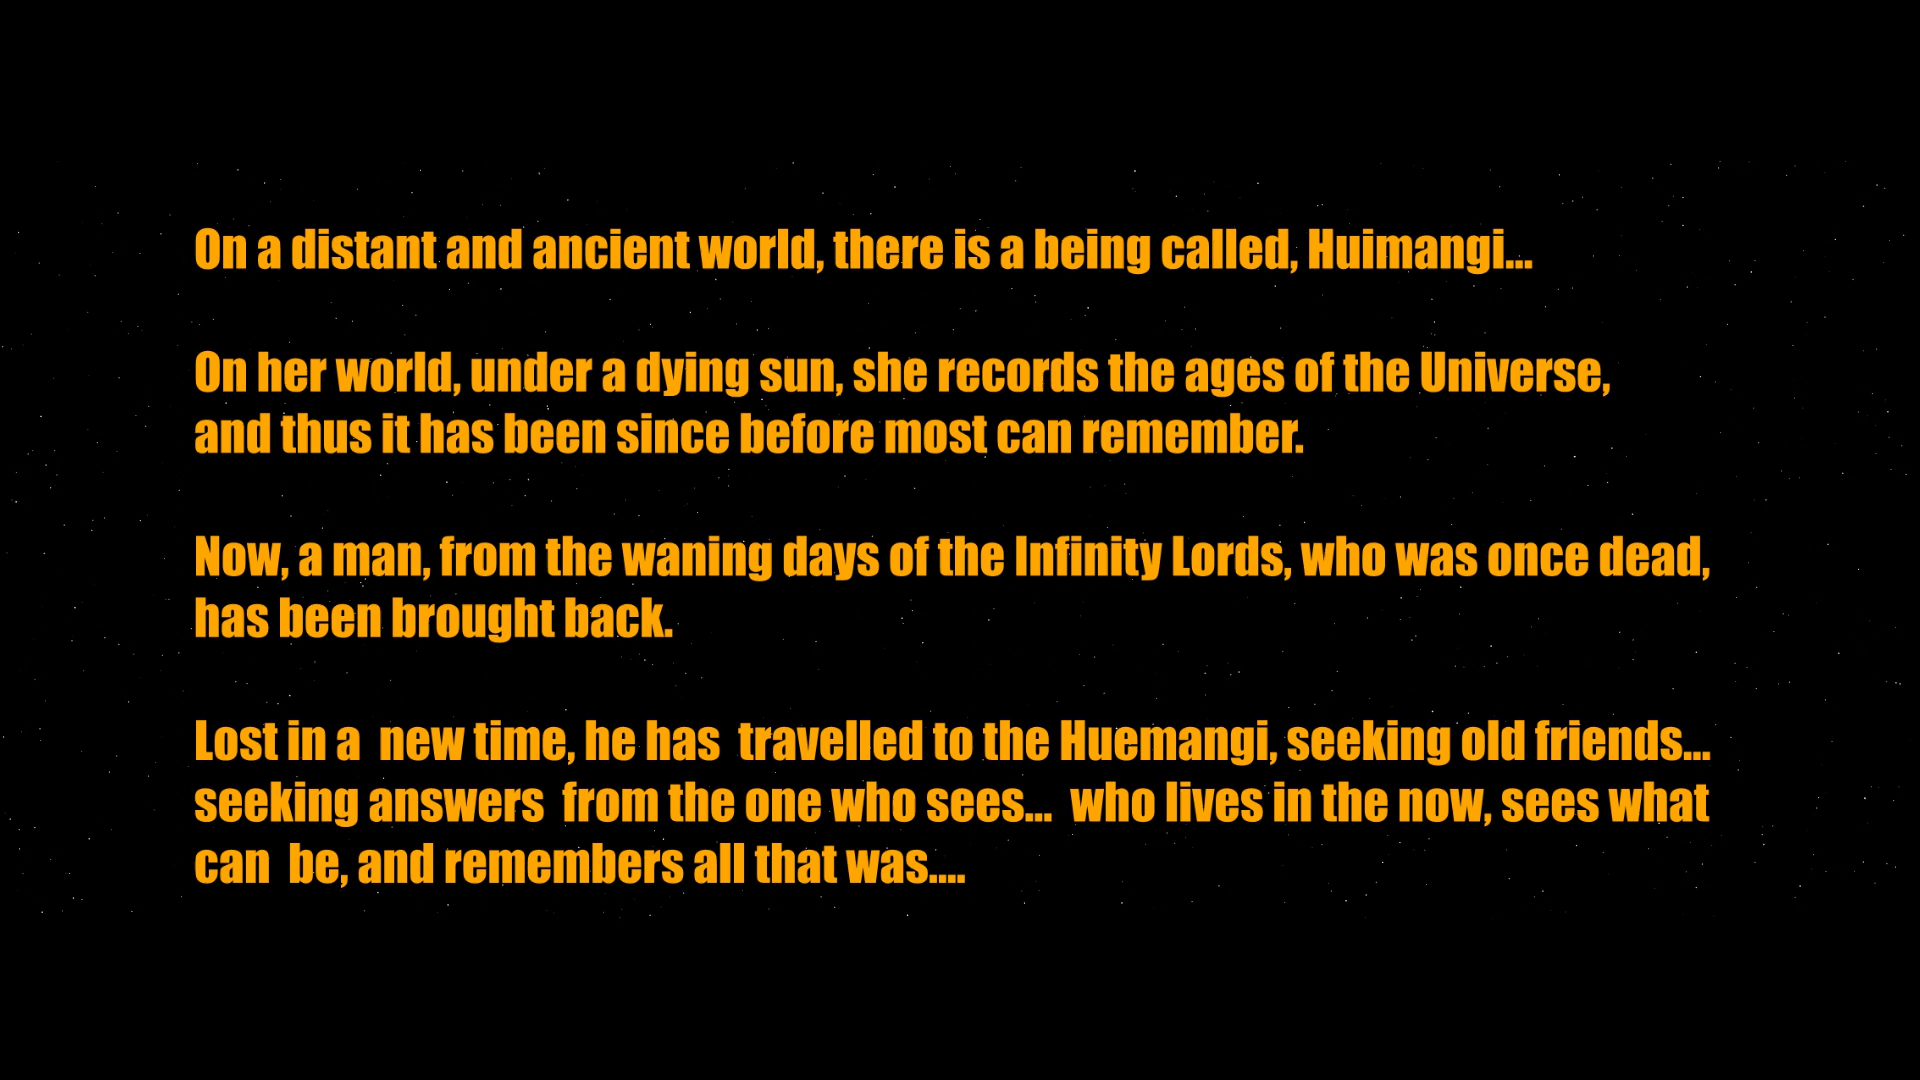 On a distant and ancient world, there is a being called, Huimangi...
On her world, under a dying sun, she records the ages of the Universe,
and thus it has been since before most can remember.
Now, a man, from the waning days of the Infinity Lords, who was once dead,
has been brought back.
Lost in a  new time, he has  travelled to the Huemangi, seeking old friends...
seeking answers  from the one who sees...  who lives in the now, sees what
can  be, and remembers all that was....